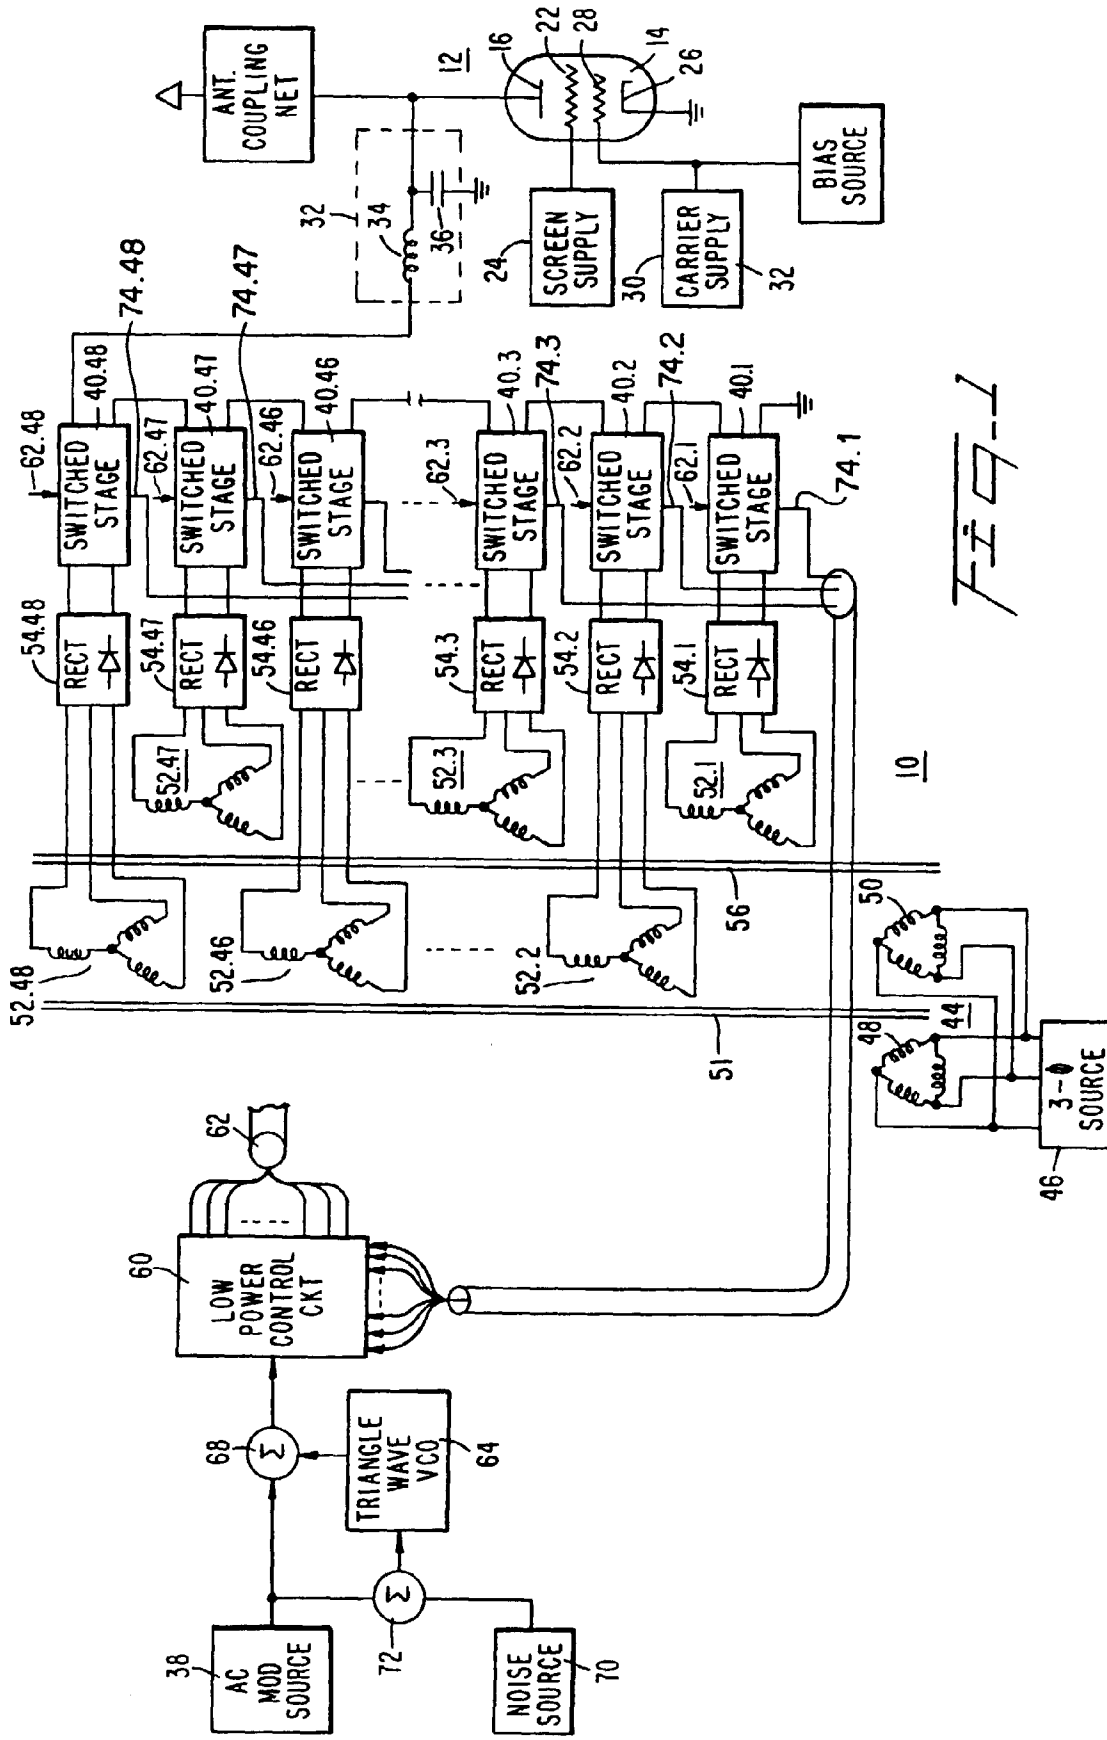 ANT.
COUPLING
NET
12
16
22
28
14
26
32
34
36
24
SCREEN
SUPPLY
30
CARRIER
SUPPLY
32
BIAS
SOURCE
62.48
SWITCHED
STAGE
40.48
74.48
62.47
SWITCHED
STAGE
40.47
74.47
62.46
SWITCHED
STAGE
40.46
62.3
SWITCHED
STAGE
40.3
74.3
62.2
SWITCHED
STAGE
40.2
74.2
62.1
SWITCHED
STAGE
40.1
74.1
54.48
RECT
54.47
RECT
54.46
RECT
54.3
RECT
54.2
RECT
54.1
RECT
52.48
52.47
52.46
52.3
52.2
52.1
56
51
10
50
48
44
3-ϕ
SOURCE
46
62
60
LOW
POWER
CONTROL
CKT
68
Σ
TRIANGLE
WAVE
VCO
64
Σ
72
38
AC
MOD
SOURCE
NOISE
SOURCE
70
FIG-1